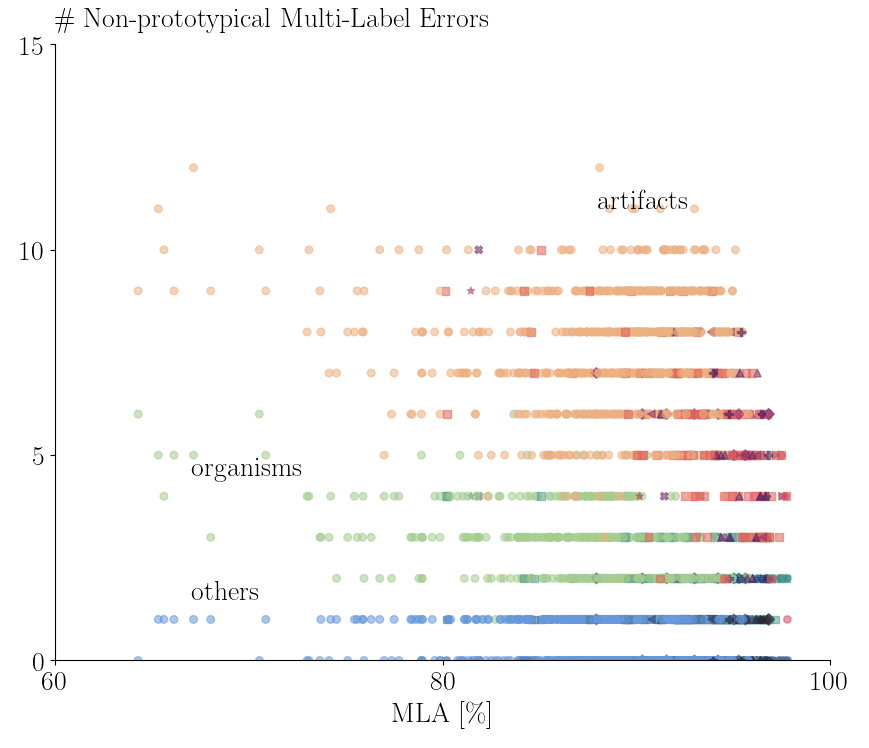 # Non-prototypical Multi-Label Errors
15
artifacts
10
5
organisms
others
0
60 80 100
MLA [%]